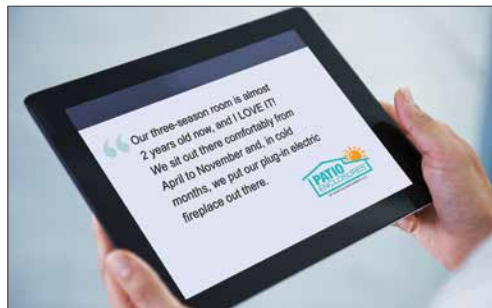 “Our three-season room is almost
2 years old now, and I LOVE IT!
We sit out there comfortably from
April to November and, in cold
months, we put our plug-in electric
fireplace out there.
PATIO
ENCLOSURES